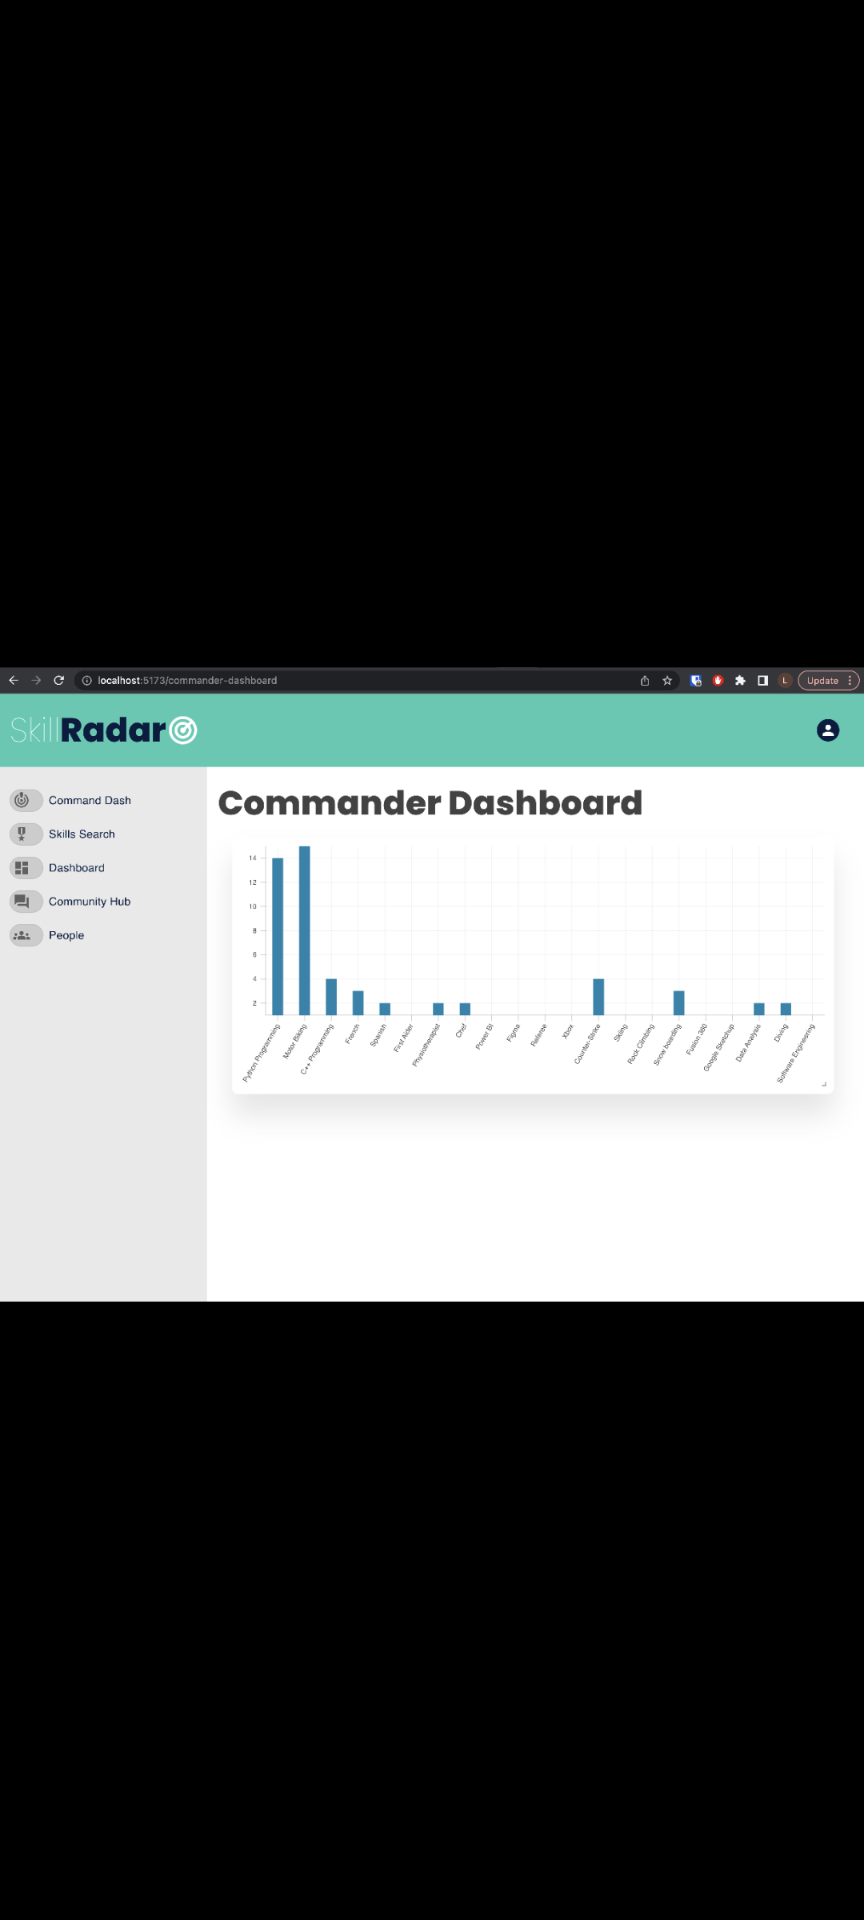 localhost:5173/commander-dashboard
L
Update
SkillRadar
Command Dash
Skills Search
Dashboard
Community Hub
People
Commander Dashboard
14
12
10
8
6
4
2
Python Programming
Motor Biking
C++ Programming
French
Spanish
First Aider
Physiotherapist
Chef
Power BI
Figma
Referee
Xbox
Counter-Strike
Skiing
Rock Climbing
Snow boarding
Fusion 360
Google Sketchup
Data Analysis
Diving
Software Engineering